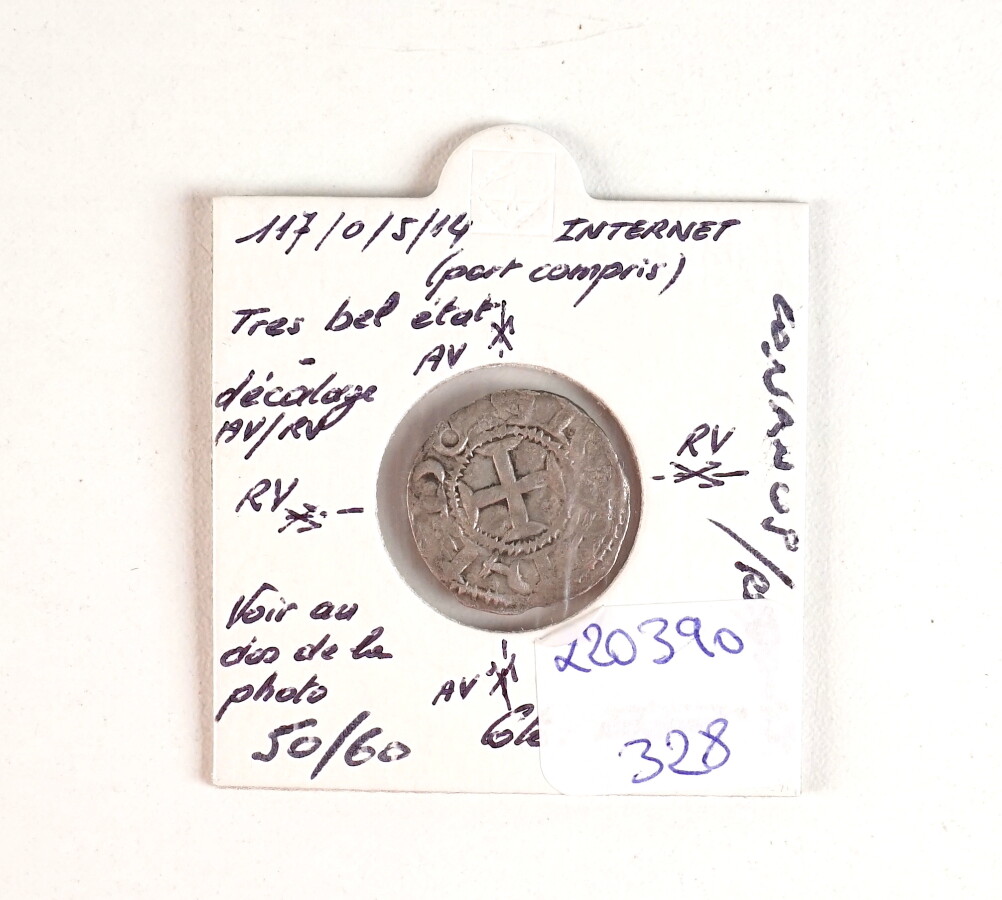 117/0/5/14 INTERNET
(port compris)
Tres bel état
AV
décalage
AV/RV
RV
RV
Voir au
dos de la
photo
AV
50/60
220390
328